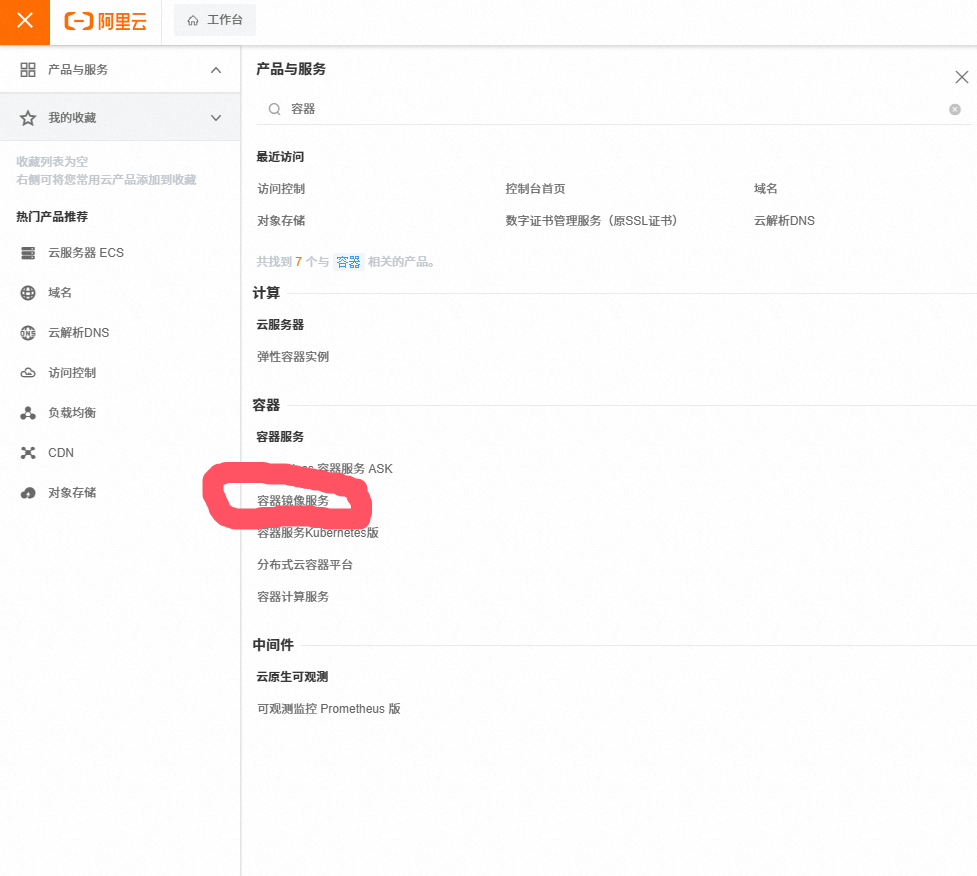 阿里云
工作台
产品与服务
我的收藏
收藏列表为空
右侧可将您常用云产品添加到收藏
热门产品推荐
云服务器 ECS
域名
DNS
云解析DNS
访问控制
负载均衡
CDN
对象存储
产品与服务
容器
最近访问
访问控制 控制台首页 域名
对象存储 数字证书管理服务（原SSL证书） 云解析DNS
共找到 7 个与 容器 相关的产品。
计算
云服务器
弹性容器实例
容器
容器服务
容器服务 ASK
容器镜像服务
容器服务Kubernetes版
分布式云容器平台
容器计算服务
中间件
云原生可观测
可观测监控 Prometheus 版